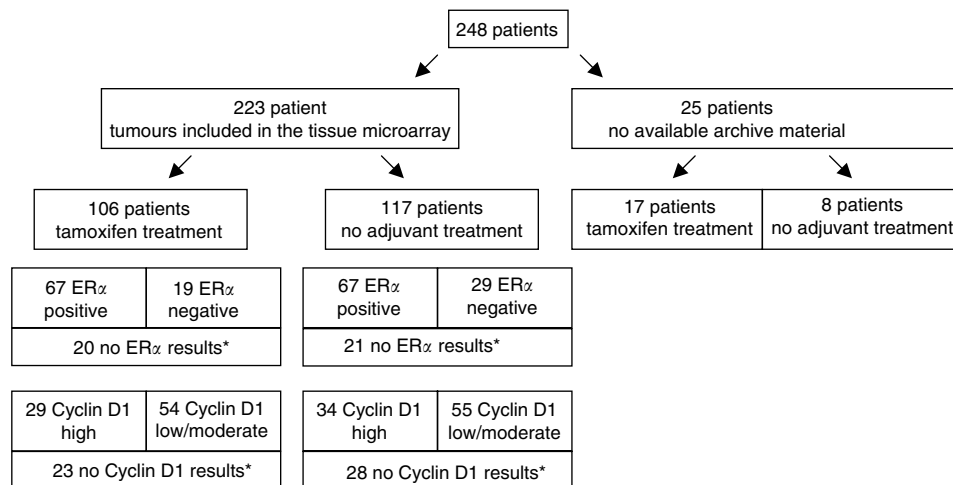 248 patients
223 patient
tumours included in the tissue microarray
25 patients
no available archive material
106 patients
tamoxifen treatment
117 patients
no adjuvant treatment
17 patients
tamoxifen treatment
8 patients
no adjuvant treatment
67 ERα
positive
19 ERα
negative
20 no ERα results*
67 ERα
positive
29 ERα
negative
21 no ERα results*
29 Cyclin D1
high
54 Cyclin D1
low/moderate
23 no Cyclin D1 results*
34 Cyclin D1
high
55 Cyclin D1
low/moderate
28 no Cyclin D1 results*